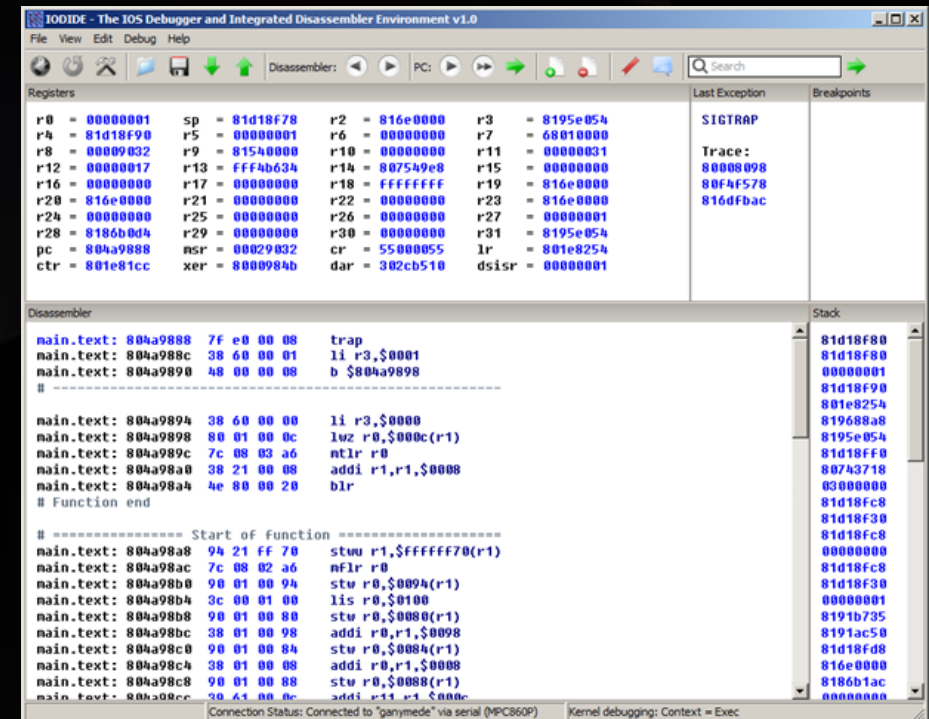 IODIDE - The IOS Debugger and Integrated Disassembler Environment v1.0
File View Edit Debug Help
Disassembler: PC: Search
Registers Last Exception Breakpoints
r0 = 00000001 sp = 81d18f78 r2 = 816e0000 r3 = 8195e054
r4 = 81d18f90 r5 = 00000001 r6 = 00000000 r7 = 68010000
r8 = 00009032 r9 = 81540000 r10 = 00000000 r11 = 00000031
r12 = 00000017 r13 = fff4b634 r14 = 807549e8 r15 = 00000000
r16 = 00000000 r17 = 00000000 r18 = ffffffff r19 = 816e0000
r20 = 816e0000 r21 = 00000000 r22 = 00000000 r23 = 816e0000
r24 = 00000000 r25 = 00000000 r26 = 00000000 r27 = 00000001
r28 = 8186b0d4 r29 = 00000000 r30 = 00000000 r31 = 8195e054
pc = 804a9888 msr = 00029032 cr = 55000055 lr = 801e8254
ctr = 801e81cc xer = 8000984b dar = 302cb510 dsisr = 00000001
SIGTRAP
Trace:
80008098
80f4f578
816dfbac
Disassembler
main.text: 804a9888 7f e0 00 08 trap
main.text: 804a988c 38 60 00 01 li r3,$0001
main.text: 804a9890 48 00 00 08 b $804a9898
# --------------------------------------------------------
main.text: 804a9894 38 60 00 00 li r3,$0000
main.text: 804a9898 80 01 00 0c lwz r0,$000c(r1)
main.text: 804a989c 7c 08 03 a6 mtlr r0
main.text: 804a98a0 38 21 00 08 addi r1,r1,$0008
main.text: 804a98a4 4e 80 00 20 blr
# Function end
# ================ Start of function ====================
main.text: 804a98a8 94 21 ff 70 stwu r1,$ffffff70(r1)
main.text: 804a98ac 7c 08 02 a6 mflr r0
main.text: 804a98b0 90 01 00 94 stw r0,$0094(r1)
main.text: 804a98b4 3c 00 01 00 lis r0,$0100
main.text: 804a98b8 90 01 00 80 stw r0,$0080(r1)
main.text: 804a98bc 38 01 00 98 addi r0,r1,$0098
main.text: 804a98c0 90 01 00 84 stw r0,$0084(r1)
main.text: 804a98c4 38 01 00 08 addi r0,r1,$0008
main.text: 804a98c8 90 01 00 88 stw r0,$0088(r1)
main.text: 804a98cc 39 61 00 0c addi r11,r1,$000c
Stack
81d18f80
81d18f80
00000001
81d18f90
801e8254
819688a8
8195e054
81d18ff0
80743718
03000000
81d18fc8
81d18f30
81d18fc8
00000000
81d18fc8
81d18f30
00000001
8191b735
8191ac50
81d18fd8
816e0000
8186b1ac
00000000
Connection Status: Connected to "ganymede" via serial (MPC860P) Kernel debugging: Context = Exec